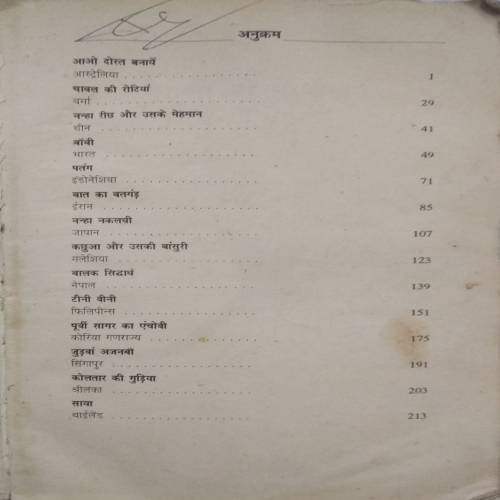 अनुक्रम
आओ दोस्त बनायें
आस्ट्रेलिया . . . . . . . . . . . . . . . . . . . . 1
चावल की रोटियां
बर्मा . . . . . . . . . . . . . . . . . . . . 29
नन्हा रीछ और उसके मेहमान
चीन . . . . . . . . . . . . . . . . . . . . 41
बॉबी
भारत . . . . . . . . . . . . . . . . . . . . 49
पतंग
इंडोनेशिया . . . . . . . . . . . . . . . . . . . . 71
बात का बतंगड़
ईरान . . . . . . . . . . . . . . . . . . . . 85
नन्हा नकलची
जापान . . . . . . . . . . . . . . . . . . . . 107
कछुआ और उसकी बांसुरी
मलेशिया . . . . . . . . . . . . . . . . . . . . 123
बालक सिद्धार्थ
नेपाल . . . . . . . . . . . . . . . . . . . . 139
टीनी वीनी
फिलिपीन्स . . . . . . . . . . . . . . . . . . . . 151
पूर्वी सागर का एंचोवी
कोरिया गणराज्य . . . . . . . . . . . . . . . . . . . . 175
जुड़वां अजनबी
सिंगापुर . . . . . . . . . . . . . . . . . . . . 191
कोलतार की गुड़िया
श्रीलंका . . . . . . . . . . . . . . . . . . . . 203
साया
थाईलैंड . . . . . . . . . . . . . . . . . . . . 213